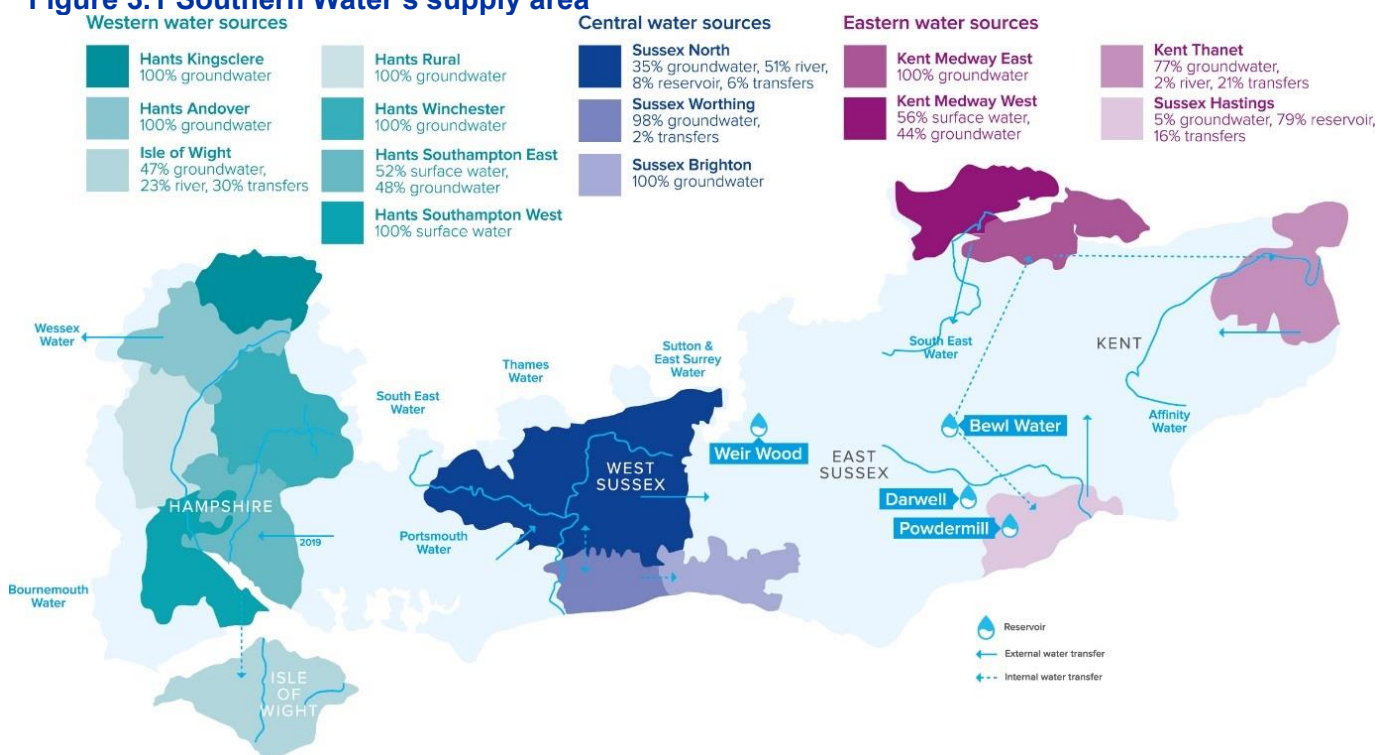 Figure 3.1 Southern Water's supply area
Western water sources
Hants Kingsclere
100% groundwater
Hants Andover
100% groundwater
Isle of Wight
47% groundwater,
23% river, 30% transfers
Hants Rural
100% groundwater
Hants Winchester
100% groundwater
Hants Southampton East
52% surface water,
48% groundwater
Hants Southampton West
100% surface water
Central water sources
Sussex North
35% groundwater, 51% river,
8% reservoir, 6% transfers
Sussex Worthing
98% groundwater,
2% transfers
Sussex Brighton
100% groundwater
Eastern water sources
Kent Medway East
100% groundwater
Kent Medway West
56% surface water,
44% groundwater
Kent Thanet
77% groundwater,
2% river, 21% transfers
Sussex Hastings
5% groundwater, 79% reservoir,
16% transfers
Wessex
Water
South East
Water
Thames
Water
Sutton &
East Surrey
Water
South East
Water
KENT
Affinity
Water
Weir Wood
Bewl Water
WEST
SUSSEX
EAST
SUSSEX
Darwell
Powdermill
HAMPSHIRE
2019
Portsmouth
Water
Bournemouth
Water
ISLE
OF
WIGHT
Reservoir
External water transfer
Internal water transfer